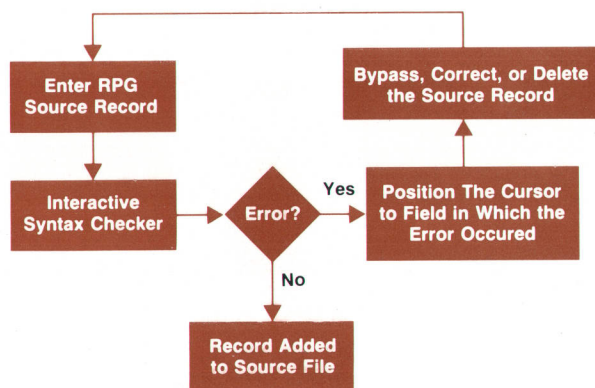 Enter RPG
Source Record
Bypass, Correct, or Delete
the Source Record
Interactive
Syntax Checker
Error?
Yes
Position The Cursor
to Field in Which the
Error Occured
No
Record Added
to Source File